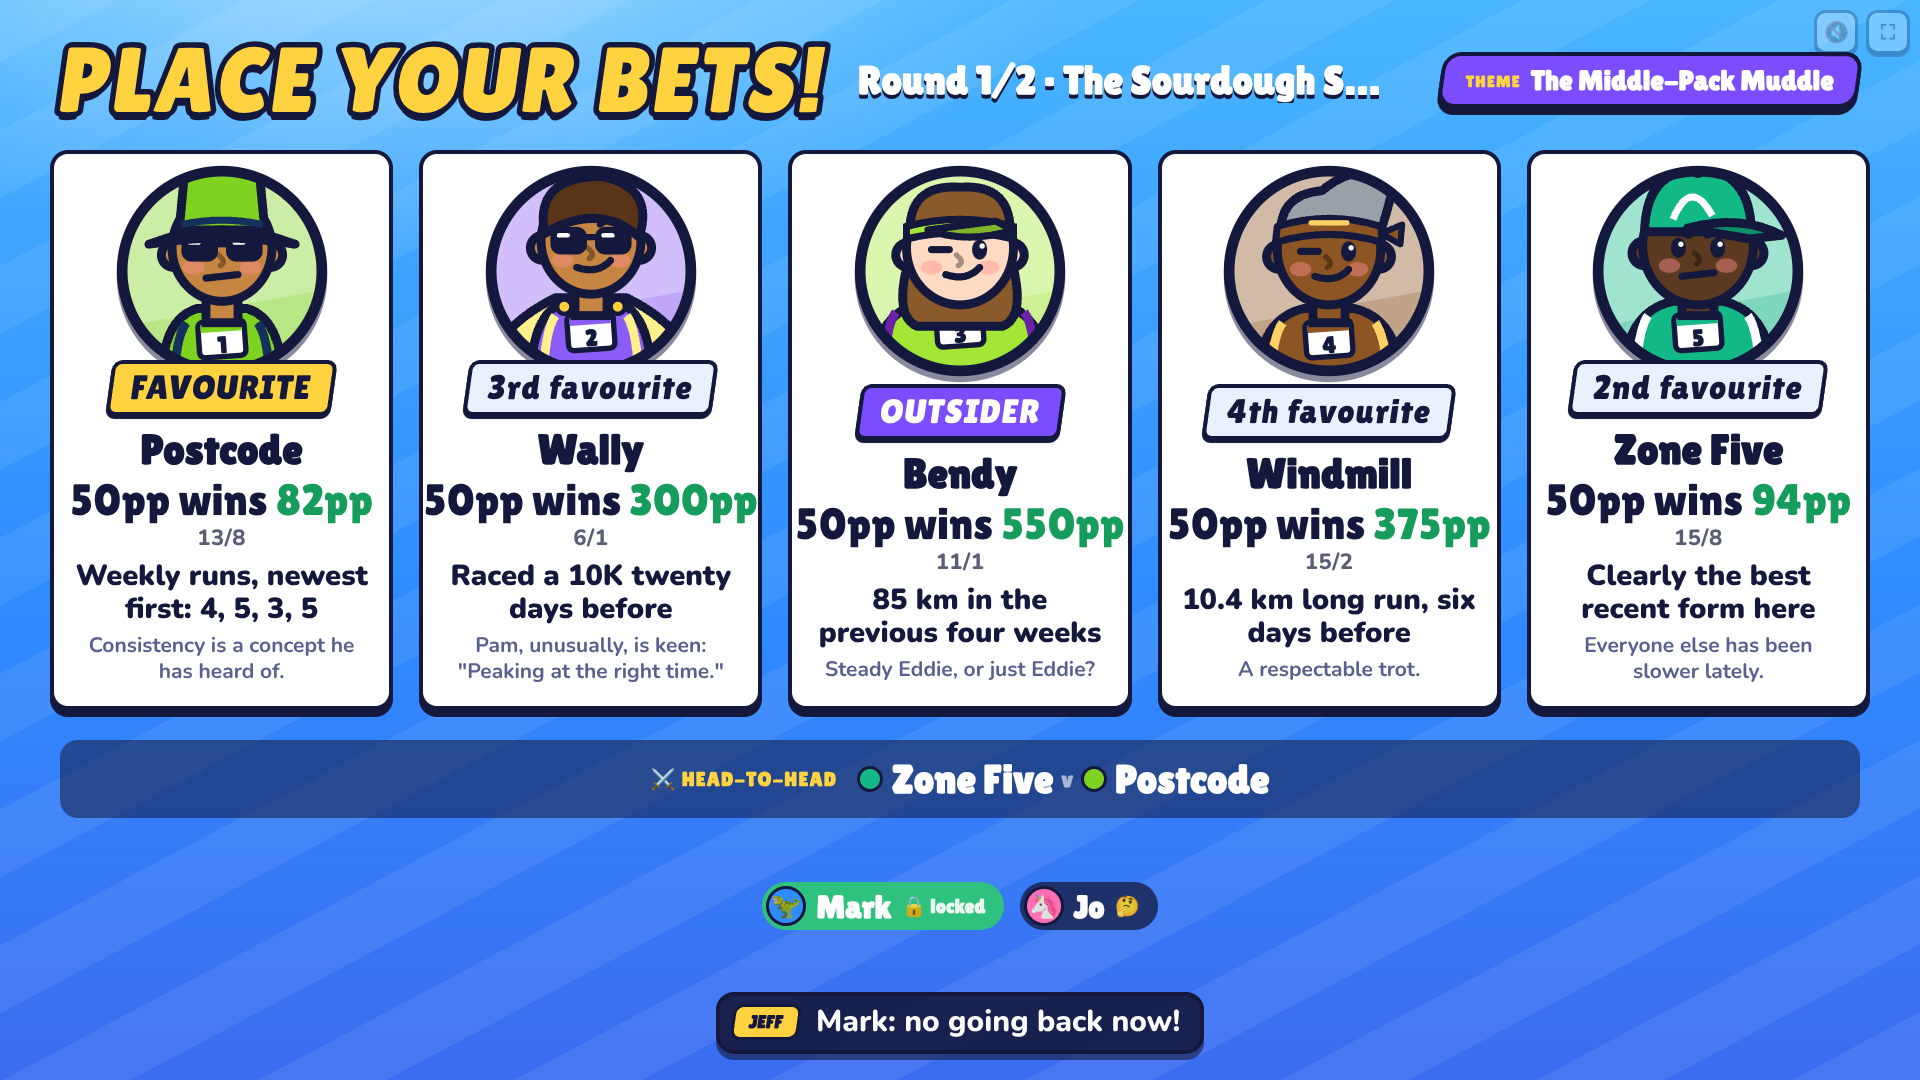 PLACE YOUR BETS!
Round 1/2 · The Sourdough S...
THEME The Middle-Pack Muddle
1
FAVOURITE
Postcode
50pp wins 82pp
13/8
Weekly runs, newest
first: 4, 5, 3, 5
Consistency is a concept he
has heard of.
2
3rd favourite
Wally
50pp wins 300pp
6/1
Raced a 10K twenty
days before
Pam, unusually, is keen:
"Peaking at the right time."
3
OUTSIDER
Bendy
50pp wins 550pp
11/1
85 km in the
previous four weeks
Steady Eddie, or just Eddie?
4
4th favourite
Windmill
50pp wins 375pp
15/2
10.4 km long run, six
days before
A respectable trot.
5
2nd favourite
Zone Five
50pp wins 94pp
15/8
Clearly the best
recent form here
Everyone else has been
slower lately.
⚔️ HEAD-TO-HEAD Zone Five v Postcode
Mark 🔒 locked
Jo 🤔
JEFF Mark: no going back now!